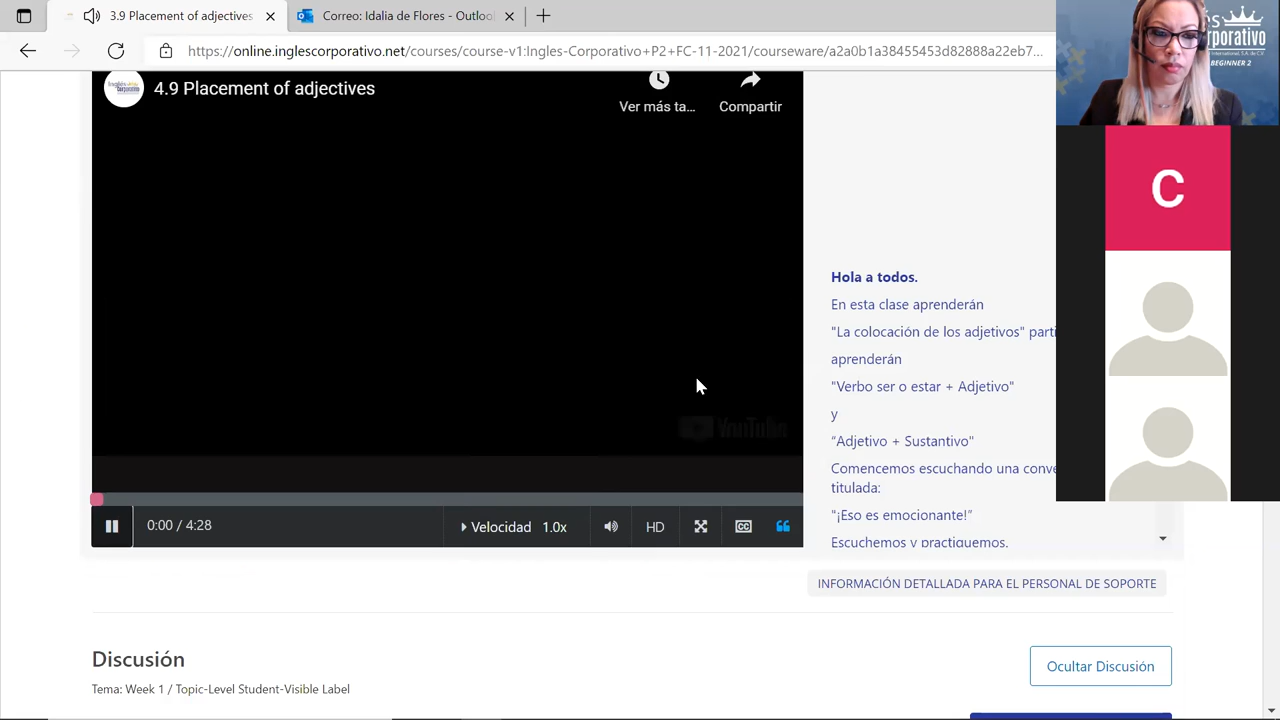 3.9 Placement of adjectives
Correo: Idalia de Flores - Outloo
https://online.inglescorporativo.net/courses/course-v1:Ingles-Corporativo+P2+FC-11-2021/courseware/a2a0b1a38455453d82888a22eb7...
4.9 Placement of adjectives
Ver más ta...
Compartir
YouTube
0:00 / 4:28
Velocidad 1.0x
HD
CC
Hola a todos.
En esta clase aprenderán
"La colocación de los adjetivos" parti
aprenderán
"Verbo ser o estar + Adjetivo"
y
“Adjetivo + Sustantivo"
Comencemos escuchando una conve
titulada:
"¡Eso es emocionante!”
Escuchemos y practiquemos.
INFORMACIÓN DETALLADA PARA EL PERSONAL DE SOPORTE
Discusión
Ocultar Discusión
Tema: Week 1 / Topic-Level Student-Visible Label
C
BEGINNER 2